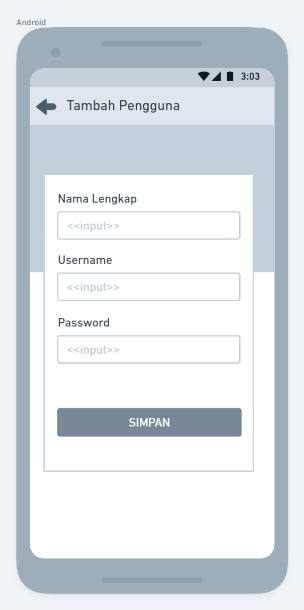 Android
3:03
Tambah Pengguna
Nama Lengkap
<<input>>
Username
<<input>>
Password
<<input>>
SIMPAN